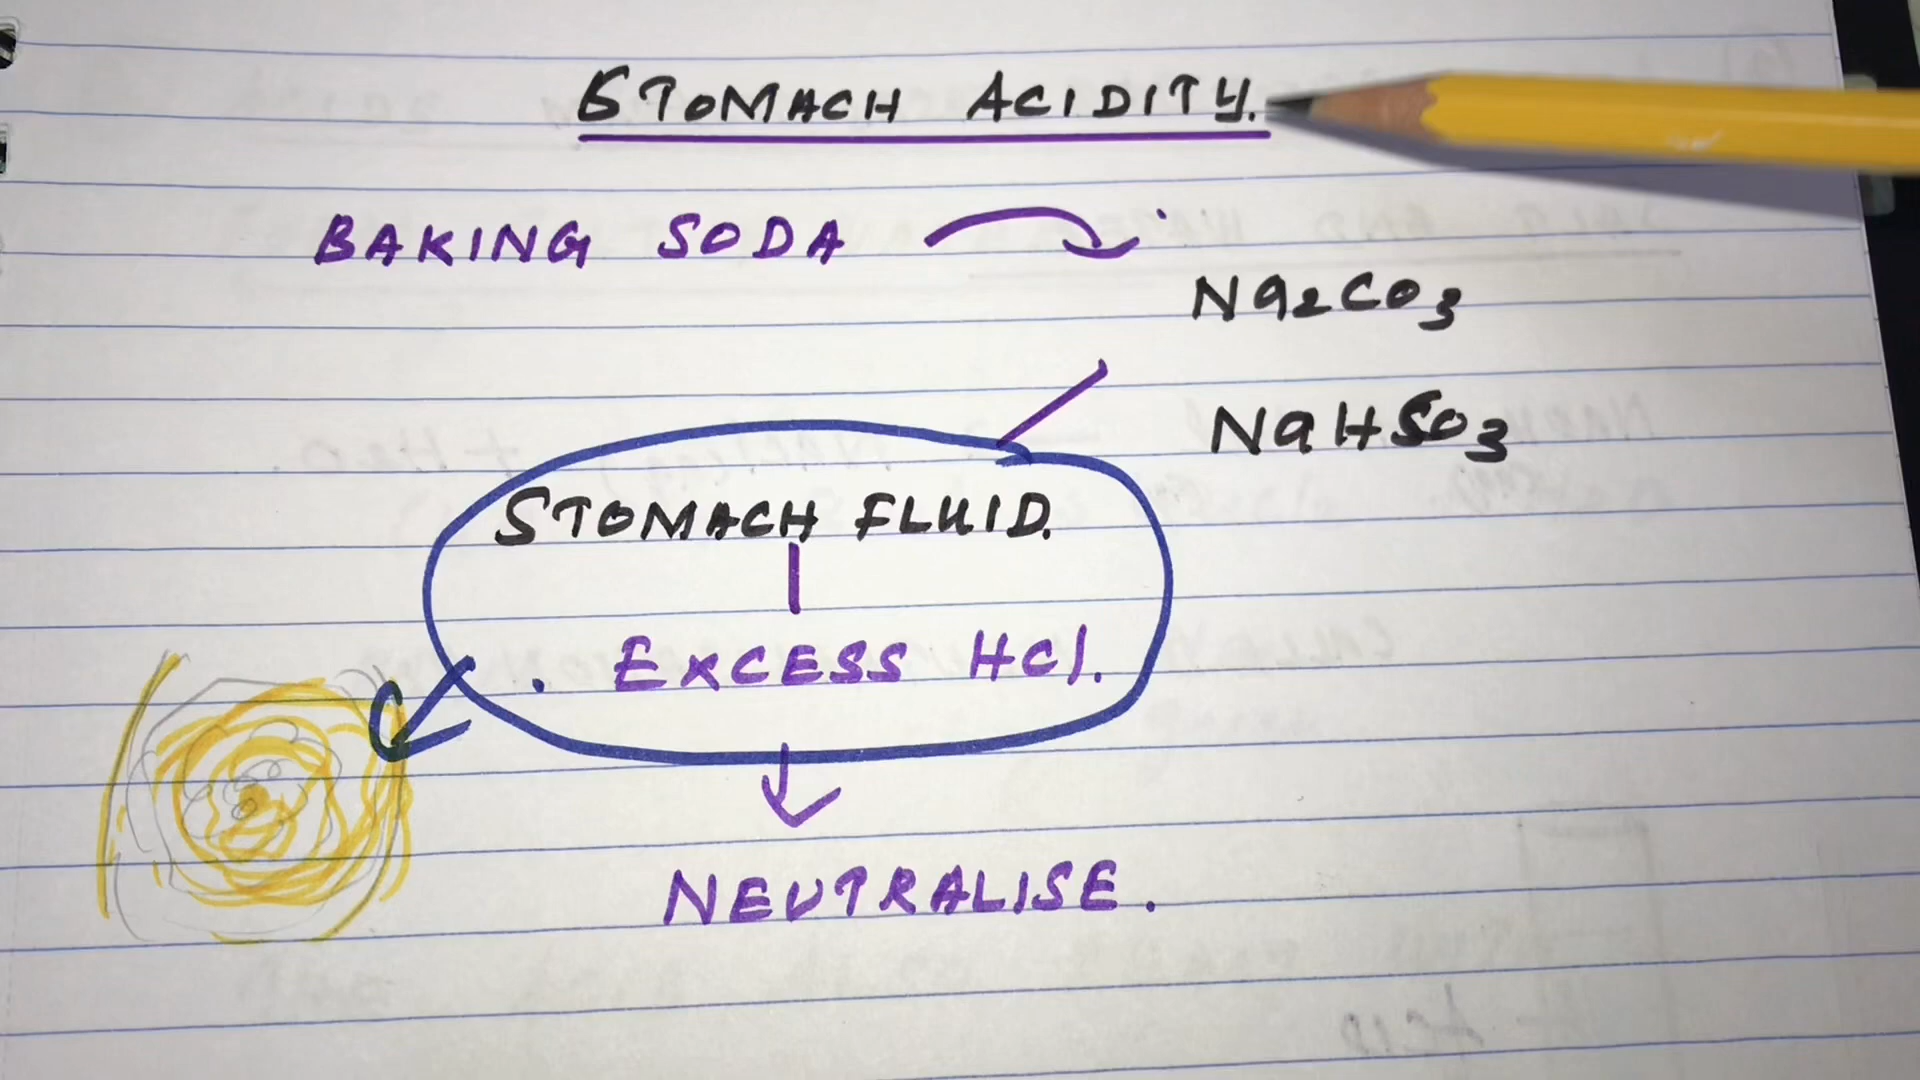 STOMACH ACIDITY.
BAKING SODA
Na2CO3
NaHSO3
STOMACH FLUID.
. EXCESS HCl.
NEUTRALISE.